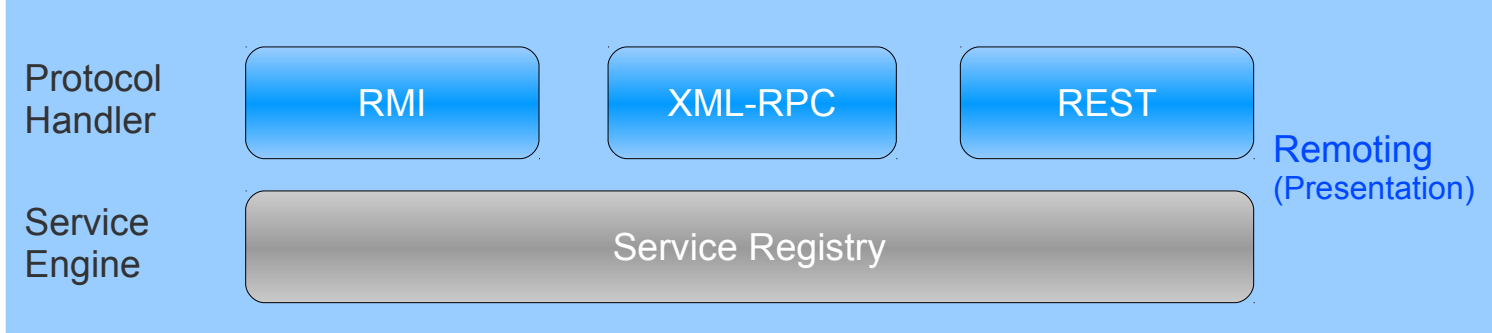 Protocol
Handler
RMI
XML-RPC
REST
Remoting
(Presentation)
Service
Engine
Service Registry